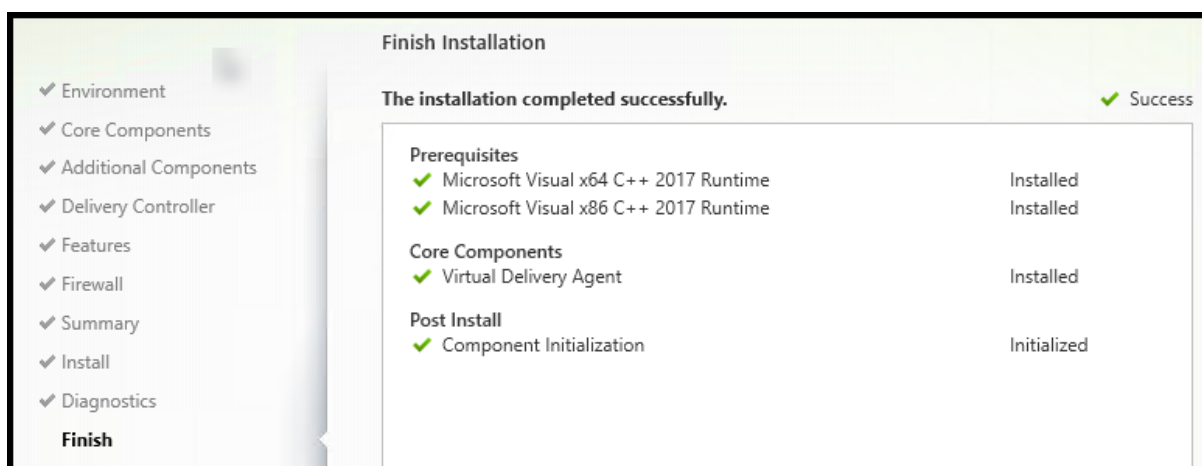 Finish Installation
Environment
Core Components
Additional Components
Delivery Controller
Features
Firewall
Summary
Install
Diagnostics
Finish
The installation completed successfully. Success
Prerequisites
Microsoft Visual x64 C++ 2017 Runtime Installed
Microsoft Visual x86 C++ 2017 Runtime Installed
Core Components
Virtual Delivery Agent Installed
Post Install
Component Initialization Initialized